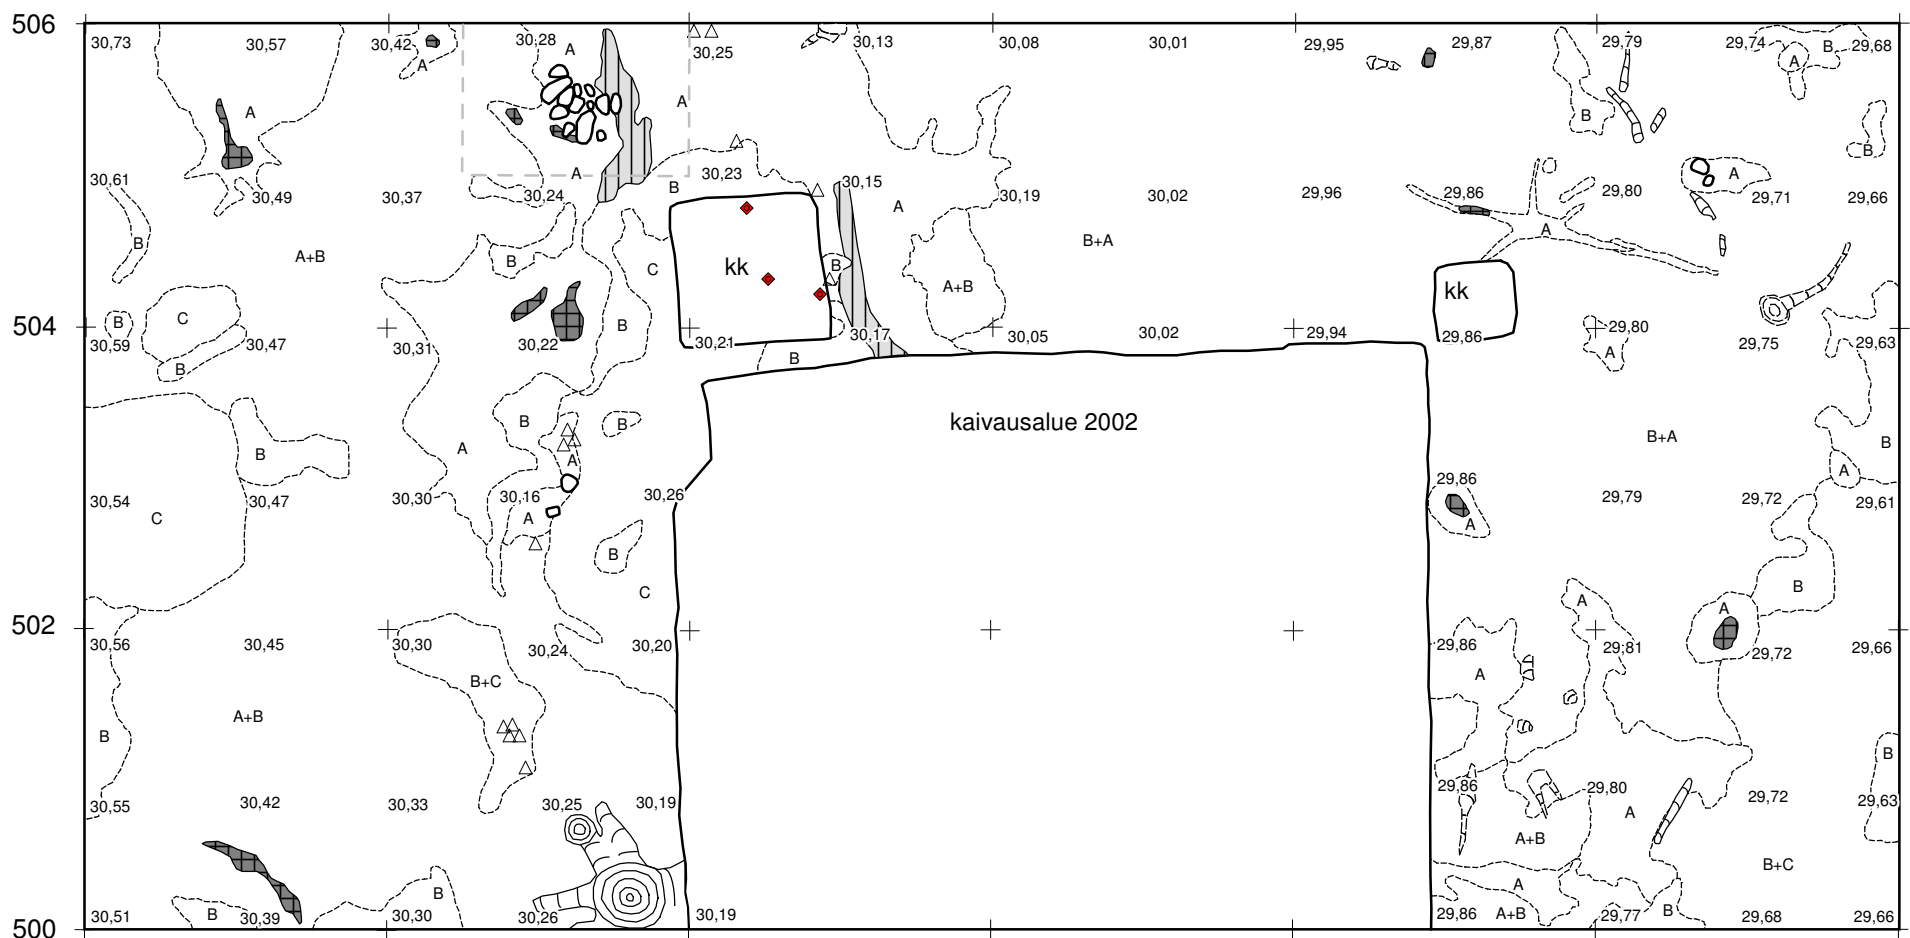 506
30,73 30,57 30,42 30,28 30,25 30,13 30,08 30,01 29,95 29,87 29,79 29,74 B 29,68
A A A
A A B
A
B
30,61 30,49 30,37 30,24 A B 30,23 30,15 30,19 30,02 29,96 29,86 29,80 A 29,71 29,66
B A+B B C kk B A B+A A
A+B kk
504
B C B
30,59 30,47 30,31 30,22 30,21 30,17 30,05 30,02 29,94 29,86 29,80 29,75 29,63
B B A
B B kaivausalue 2002 B+A B
B A A A
30,54 30,47 30,30 30,16 30,26 29,86 29,79 29,72 29,61
C A A
B
C A A B
502
30,56 30,45 30,30 30,24 30,20 29,86 29,81 29,72 29,66
B+C A
A+B
B B
30,55 30,42 30,33 30,25 30,19 29,86 29,80 29,72 29,63
A
A+B
B+C
B A
30,51 B 30,39 30,30 30,26 30,19 29,86 A+B 29,77 B 29,68 29,66
500